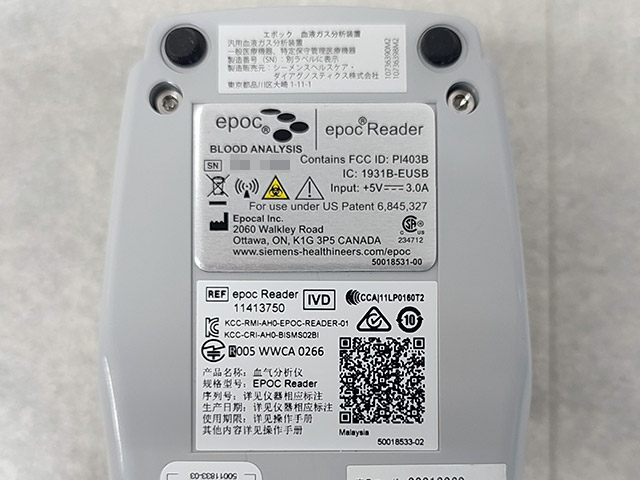 エポック 血液ガス分析装置
汎用血液ガス分析装置
一般医療機器、特定保守管理医療機器
製造番号（SN）：別ラベルに表示
製造販売元：シーメンスヘルスケア・
ダイアグノスティクス株式会社
東京都品川区大崎 1-11-1
10736398M2
10736398M2
epoc®
BLOOD ANALYSIS
epoc® Reader
SN
Contains FCC ID: PI403B
IC: 1931B-EUSB
Input: +5V 3.0A
For use under US Patent 6,845,327
Epocal Inc.
2060 Walkley Road
Ottawa, ON, K1G 3P5 CANADA
www.siemens-healthineers.com/epoc
234712
50018531-00
REF epoc Reader
11413750
IVD
CCAJ11LP0160T2
KCC-RMI-AH0-EPOC-READER-01
KCC-CRI-AH0-BISMS02BI
10
R 005 WWCA 0266
产品名称：血气分析仪
规格型号：EPOC Reader
序列号：详见仪器相应标注
生产日期：详见仪器相应标注
使用期限：详见操作手册
其他内容详见操作手册
Malaysia
50018533-02
50011833-03